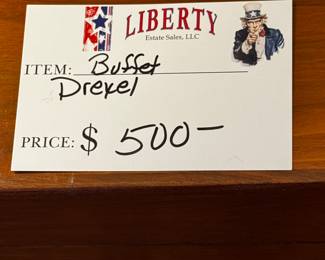 LIBERTY
Estate Sales, LLC
ITEM: Buffet
Drexel
PRICE: $ 500-